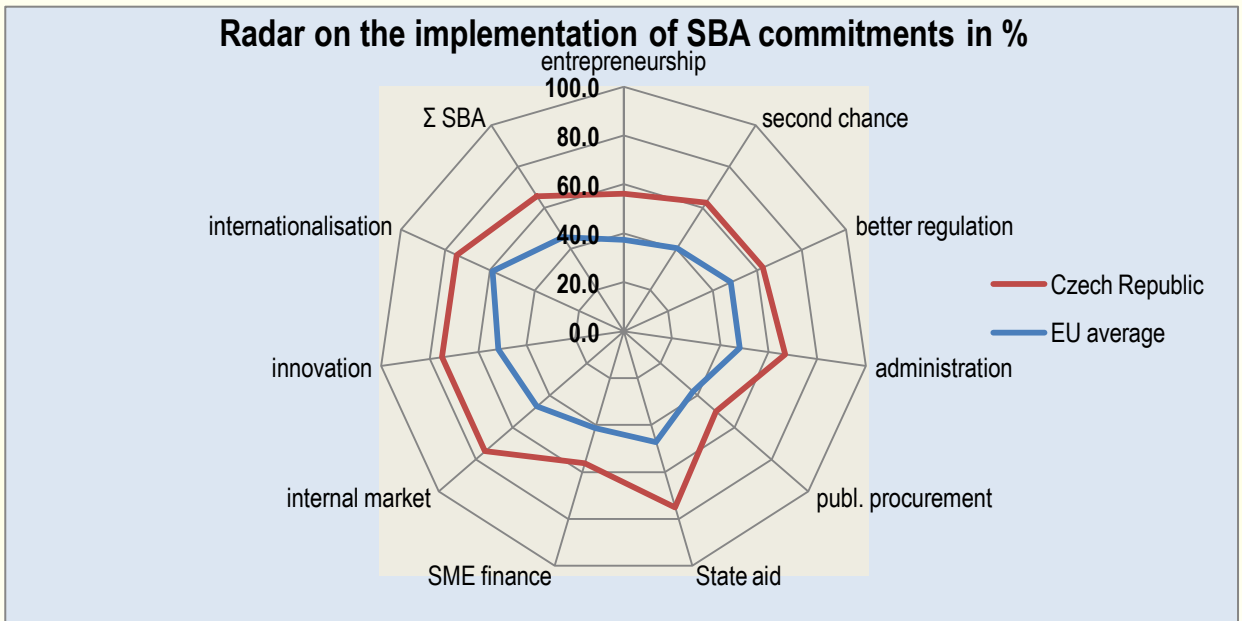 Radar on the implementation of SBA commitments in %
entrepreneurship
100.0
Σ SBA
second chance
80.0
60.0
internationalisation
better regulation
40.0
Czech Republic
20.0
0.0
EU average
innovation
administration
internal market
publ. procurement
SME finance
State aid